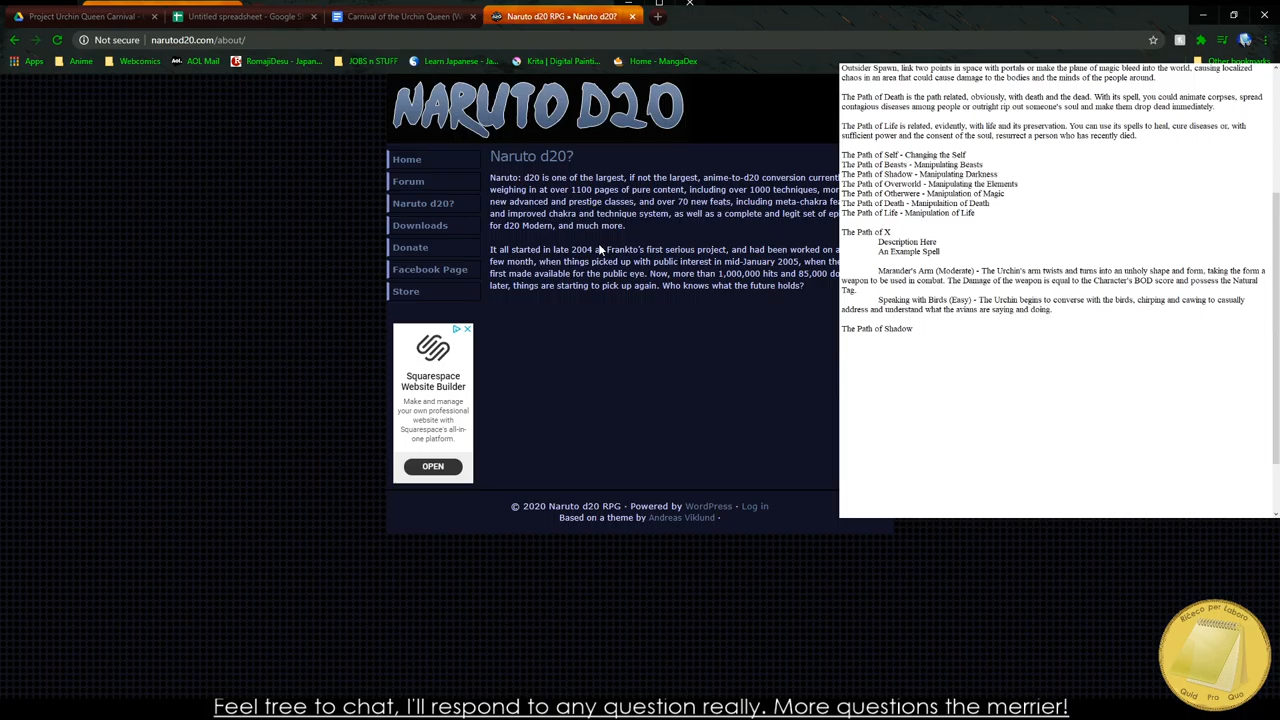 Project Urchin Queen Carnival -
Untitled spreadsheet - Google S
Carnival of the Urchin Queen (W
Naruto d20 RPG » Naruto d20?
Not secure
narutod20.com/about/
Apps
Anime
Webcomics
AOL Mail
RomajiDesu - Japan...
JOBS n STUFF
Learn Japanese - Ja...
Krita | Digital Painti...
Home - MangaDex
Other bookmarks
NARUTO D20
Home
Forum
Naruto d20?
Downloads
Donate
Facebook Page
Store
Naruto d20?
Naruto: d20 is one of the largest, if not the largest, anime-to-d20 conversion current
weighing in at over 1100 pages of pure content, including over 1000 techniques, mor
new advanced and prestige classes, and over 70 new feats, including meta-chakra fea
and improved chakra and technique system, as well as a complete and legit set of ep
for d20 Modern, and much more.
It all started in late 2004 as Frankto's first serious project, and had been worked on a
few month, when things picked up with public interest in mid-January 2005, when the
first made available for the public eye. Now, more than 1,000,000 hits and 85,000 do
later, things are starting to pick up again. Who knows what the future holds?
Squarespace
Website Builder
Make and manage
your own professional
website with
Squarespace's all-in-
one platform.
OPEN
© 2020 Naruto d20 RPG · Powered by WordPress · Log in
Based on a theme by Andreas Viklund ·
Outsider Spawn, link two points in space with portals or make the plane of magic bleed into the world, causing localized
chaos in an area that could cause damage to the bodies and the minds of the people around.
The Path of Death is the path related, obviously, with death and the dead. With its spell, you could animate corpses, spread
contagious diseases among people or outright rip out someone's soul and make them drop dead immediately.
The Path of Life is related, evidently, with life and its preservation. You can use its spells to heal, cure diseases or, with
sufficient power and the consent of the soul, resurrect a person who has recently died.
The Path of Self - Changing the Self
The Path of Beasts - Manipulating Beasts
The Path of Shadow - Manipulating Darkness
The Path of Overworld - Manipulating the Elements
The Path of Otherwere - Manipulation of Magic
The Path of Death - Manipulaition of Death
The Path of Life - Manipulation of Life
The Path of X
Description Here
An Example Spell
Marauder's Arm (Moderate) - The Urchin's arm twists and turns into an unholy shape and form, taking the form a
weapon to be used in combat. The Damage of the weapon is equal to the Character's BOD score and possess the Natural
Tag.
Speaking with Birds (Easy) - The Urchin begins to converse with the birds, chirping and cawing to casually
address and understand what the avians are saying and doing.
The Path of Shadow
Riceco per Laboro
Quid Pro Quo
Feel free to chat, I'll respond to any question really. More questions the merrier!